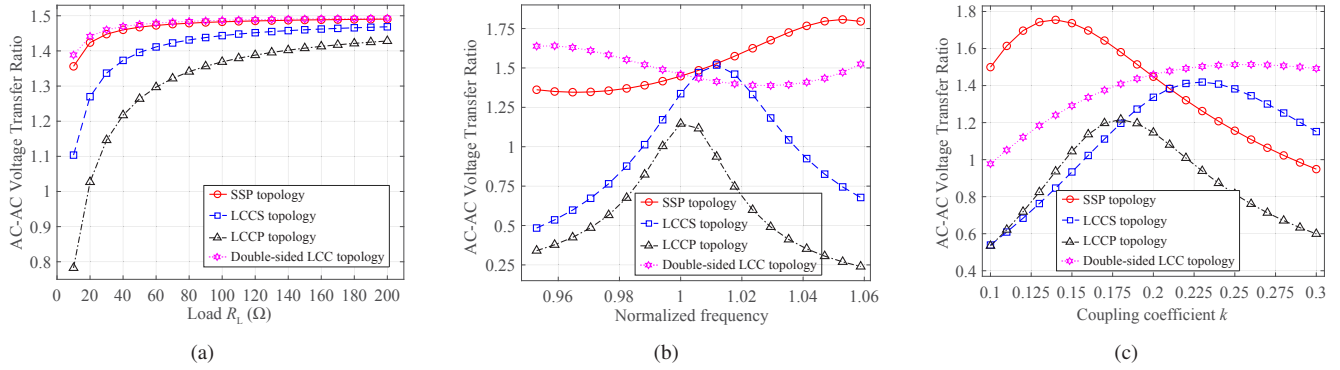 AC-AC Voltage Transfer Ratio
1.5
1.4
1.3
1.2
1.1
1
0.9
0.8
SSP topology
LCCS topology
LCCP topology
Double-sided LCC topology
0 20 40 60 80 100 120 140 160 180 200
Load R_L (Ω)
(a)
AC-AC Voltage Transfer Ratio
1.75
1.5
1.25
1
0.75
0.5
0.25
SSP topology
LCCS topology
LCCP topology
Double-sided LCC topology
0.96 0.98 1 1.02 1.04 1.06
Normalized frequency
(b)
AC-AC Voltage Transfer Ratio
1.8
1.6
1.4
1.2
1
0.8
0.6
0.4
SSP topology
LCCS topology
LCCP topology
Double-sided LCC topology
0.1 0.125 0.15 0.175 0.2 0.225 0.25 0.275 0.3
Coupling coefficient k
(c)